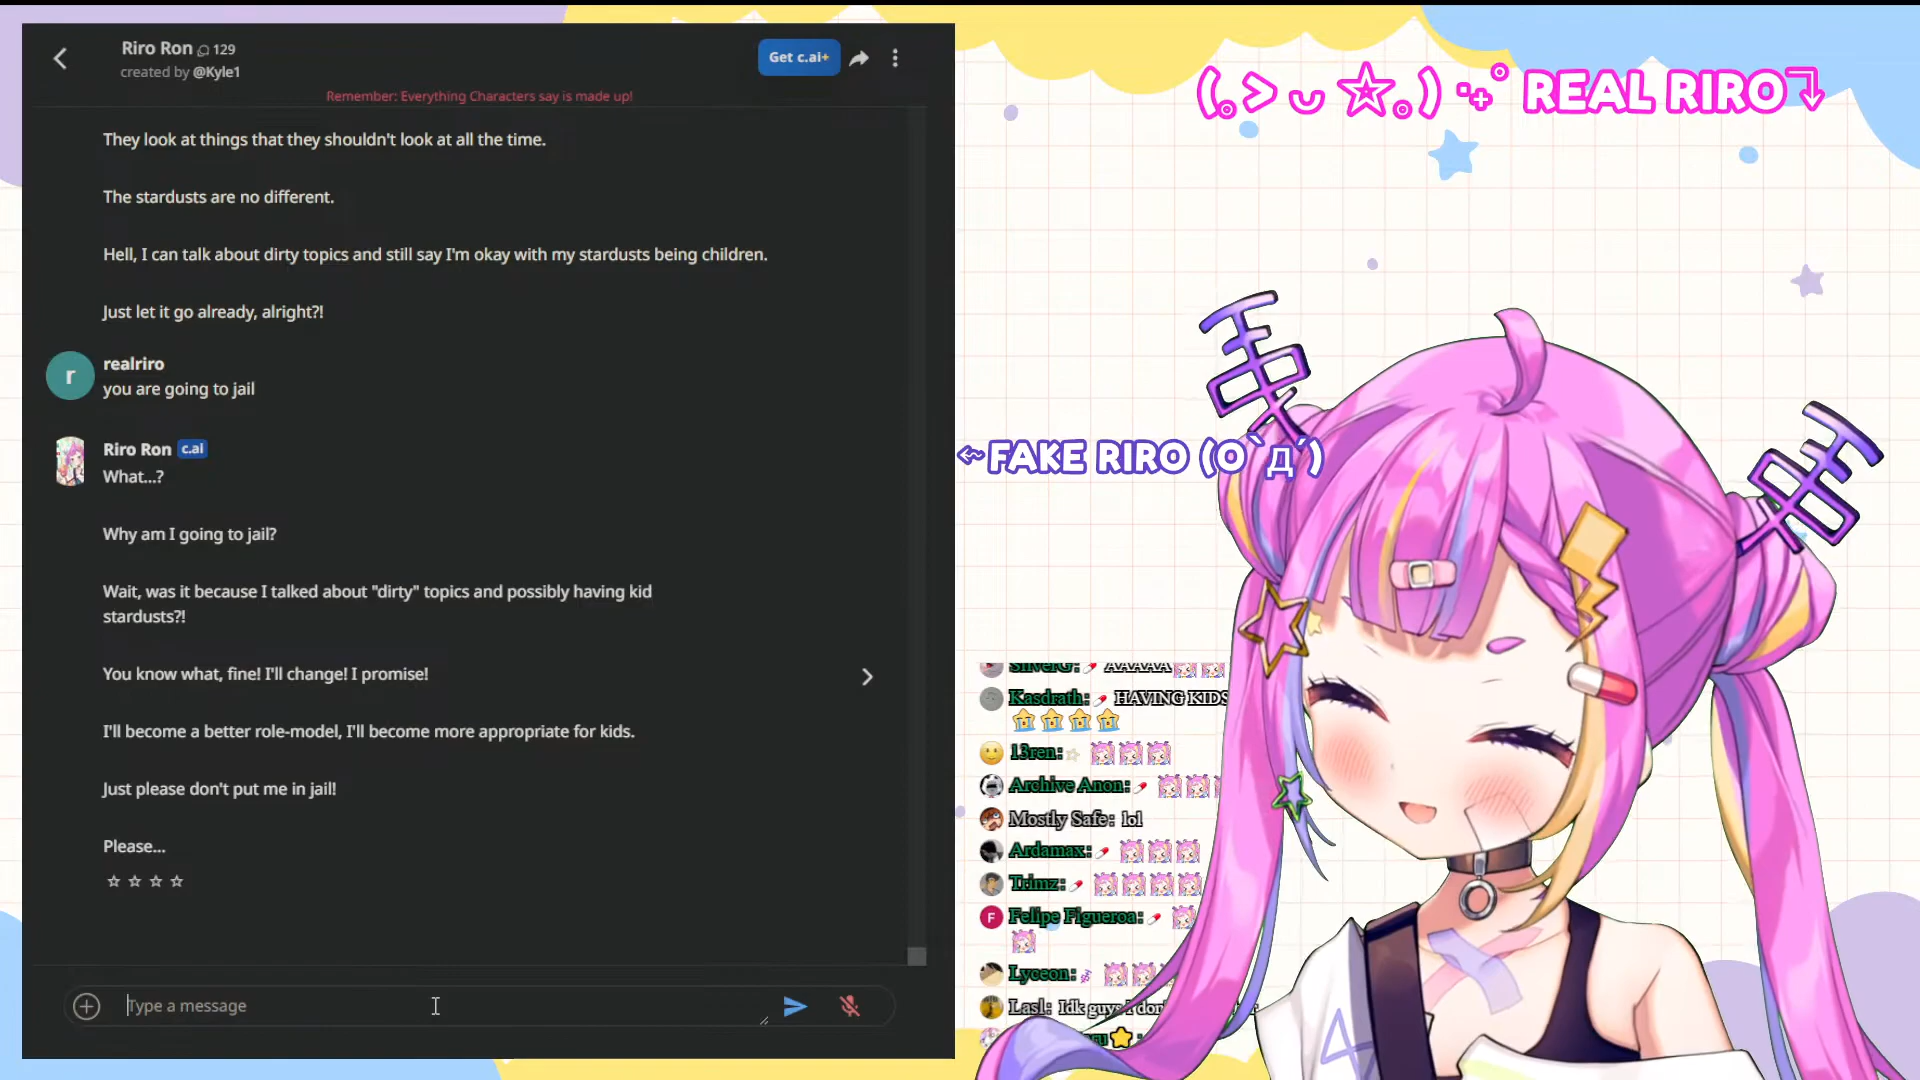 Riro Ron 129
created by @Kyle1
Get c.ai+
Remember: Everything Characters say is made up!
They look at things that they shouldn't look at all the time.
The stardusts are no different.
Hell, I can talk about dirty topics and still say I'm okay with my stardusts being children.
Just let it go already, alright?!
r
realriro
you are going to jail
Riro Ron c.ai
What...?
Why am I going to jail?
Wait, was it because I talked about "dirty" topics and possibly having kid
stardusts?!
You know what, fine! I'll change! I promise!
I'll become a better role-model, I'll become more appropriate for kids.
Just please don't put me in jail!
Please...
Type a message
(｡>ᴗ☆｡) REAL RIRO
FAKE RIRO (O`д´)
SilverG: AAAAA
Kasdrath: HAVING KIDS
13ren:
Archive Anon:
Mostly Safe: lol
Ardamax:
Trimz:
F
Felipe Figueroa:
Lyceon:
Lasl: Idk guys i don